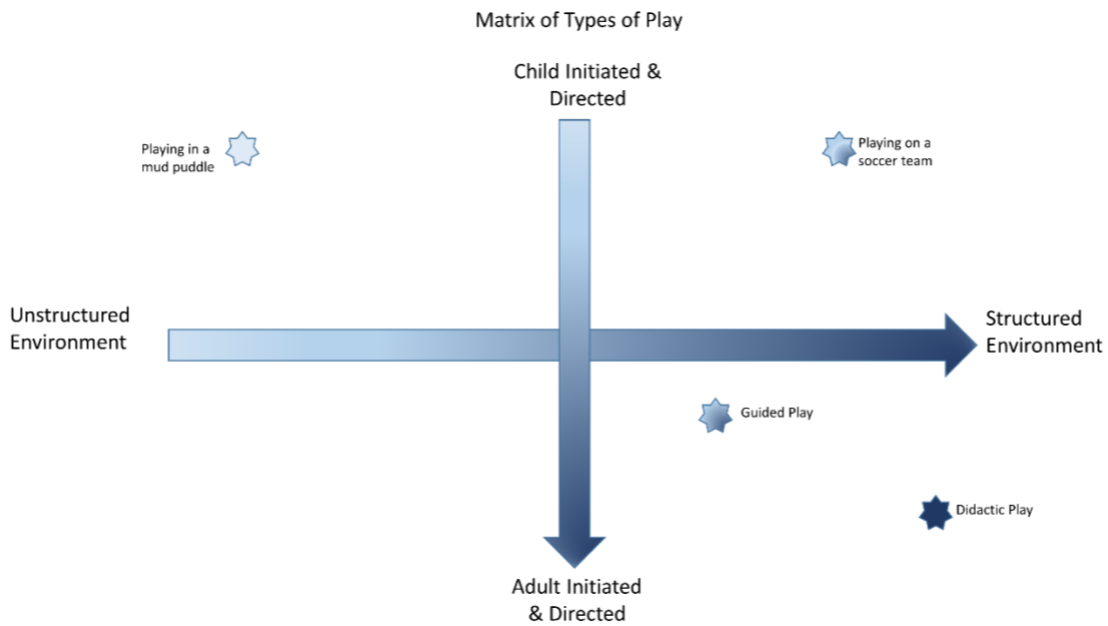 Matrix of Types of Play
Child Initiated &
Directed
Playing in a
mud puddle
Playing on a
soccer team
Unstructured
Environment
Structured
Environment
Guided Play
Didactic Play
Adult Initiated
& Directed